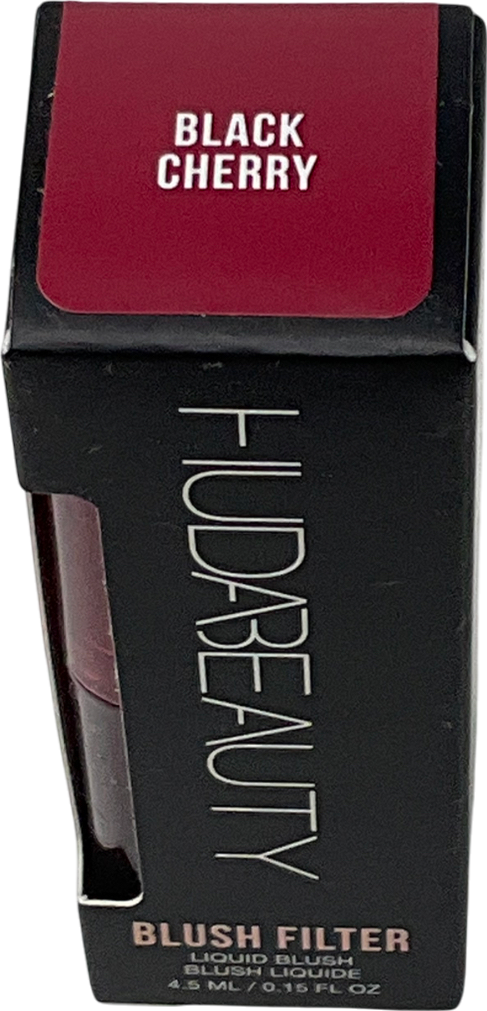 BLACK
CHERRY
HUDABEAUTY
BLUSH FILTER
LIQUID BLUSH
BLUSH LIQUIDE
4.5 ML / 0.15 FL OZ